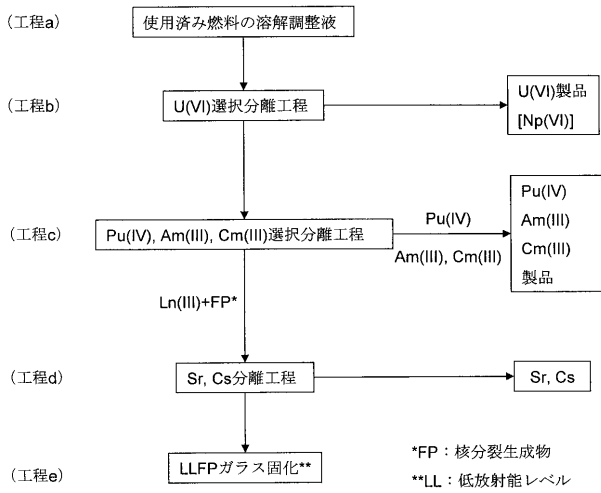 （工程a）
使用済み燃料の溶解調整液
（工程b）
U(VI)選択分離工程
U(VI)製品
[Np(VI)]
（工程c）
Pu(IV), Am(III), Cm(III)選択分離工程
Pu(IV)
Am(III), Cm(III)
Pu(IV)
Am(III)
Cm(III)
製品
Ln(III)+FP*
（工程d）
Sr, Cs分離工程
Sr, Cs
（工程e）
LLFPガラス固化**
*FP：核分裂生成物
**LL：低放射能レベル